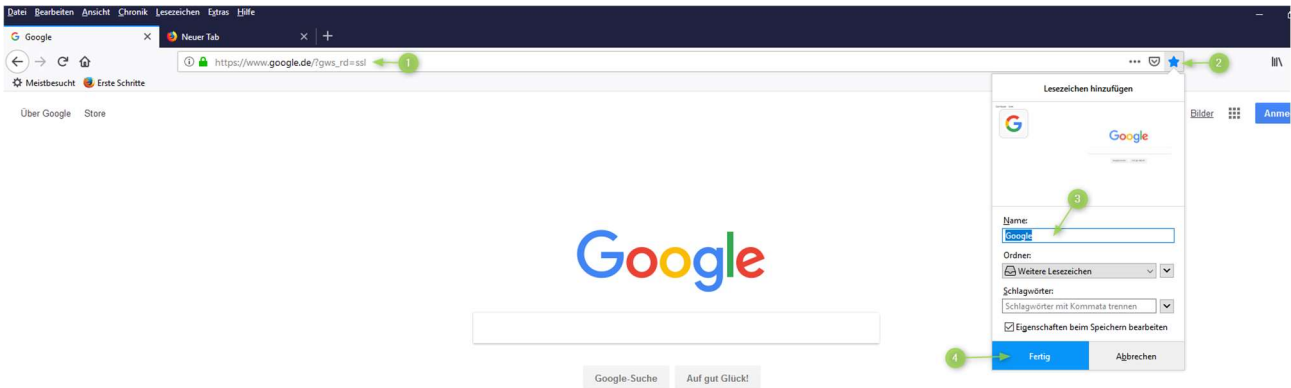 Datei Bearbeiten Ansicht Chronik Lesezeichen Extras Hilfe
Google Neuer Tab
https://www.google.de/?gws_rd=ssl 1 2
Meistbesucht Erste Schritte
Lesezeichen hinzufügen
Über Google Store Bilder Anme
G
Google
3
Name:
Google
Ordner:
Weitere Lesezeichen
Schlagwörter:
Schlagwörter mit Kommata trennen
Eigenschaften beim Speichern bearbeiten
4 Fertig Abbrechen
Google
Google-Suche Auf gut Glück!